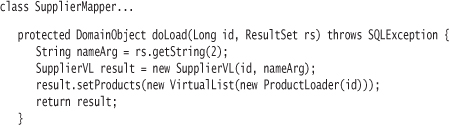 class SupplierMapper...
protected DomainObject doLoad(Long id, ResultSet rs) throws SQLException {
String nameArg = rs.getString(2);
SupplierVL result = new SupplierVL(id, nameArg);
result.setProducts(new VirtualList(new ProductLoader(id)));
return result;
}